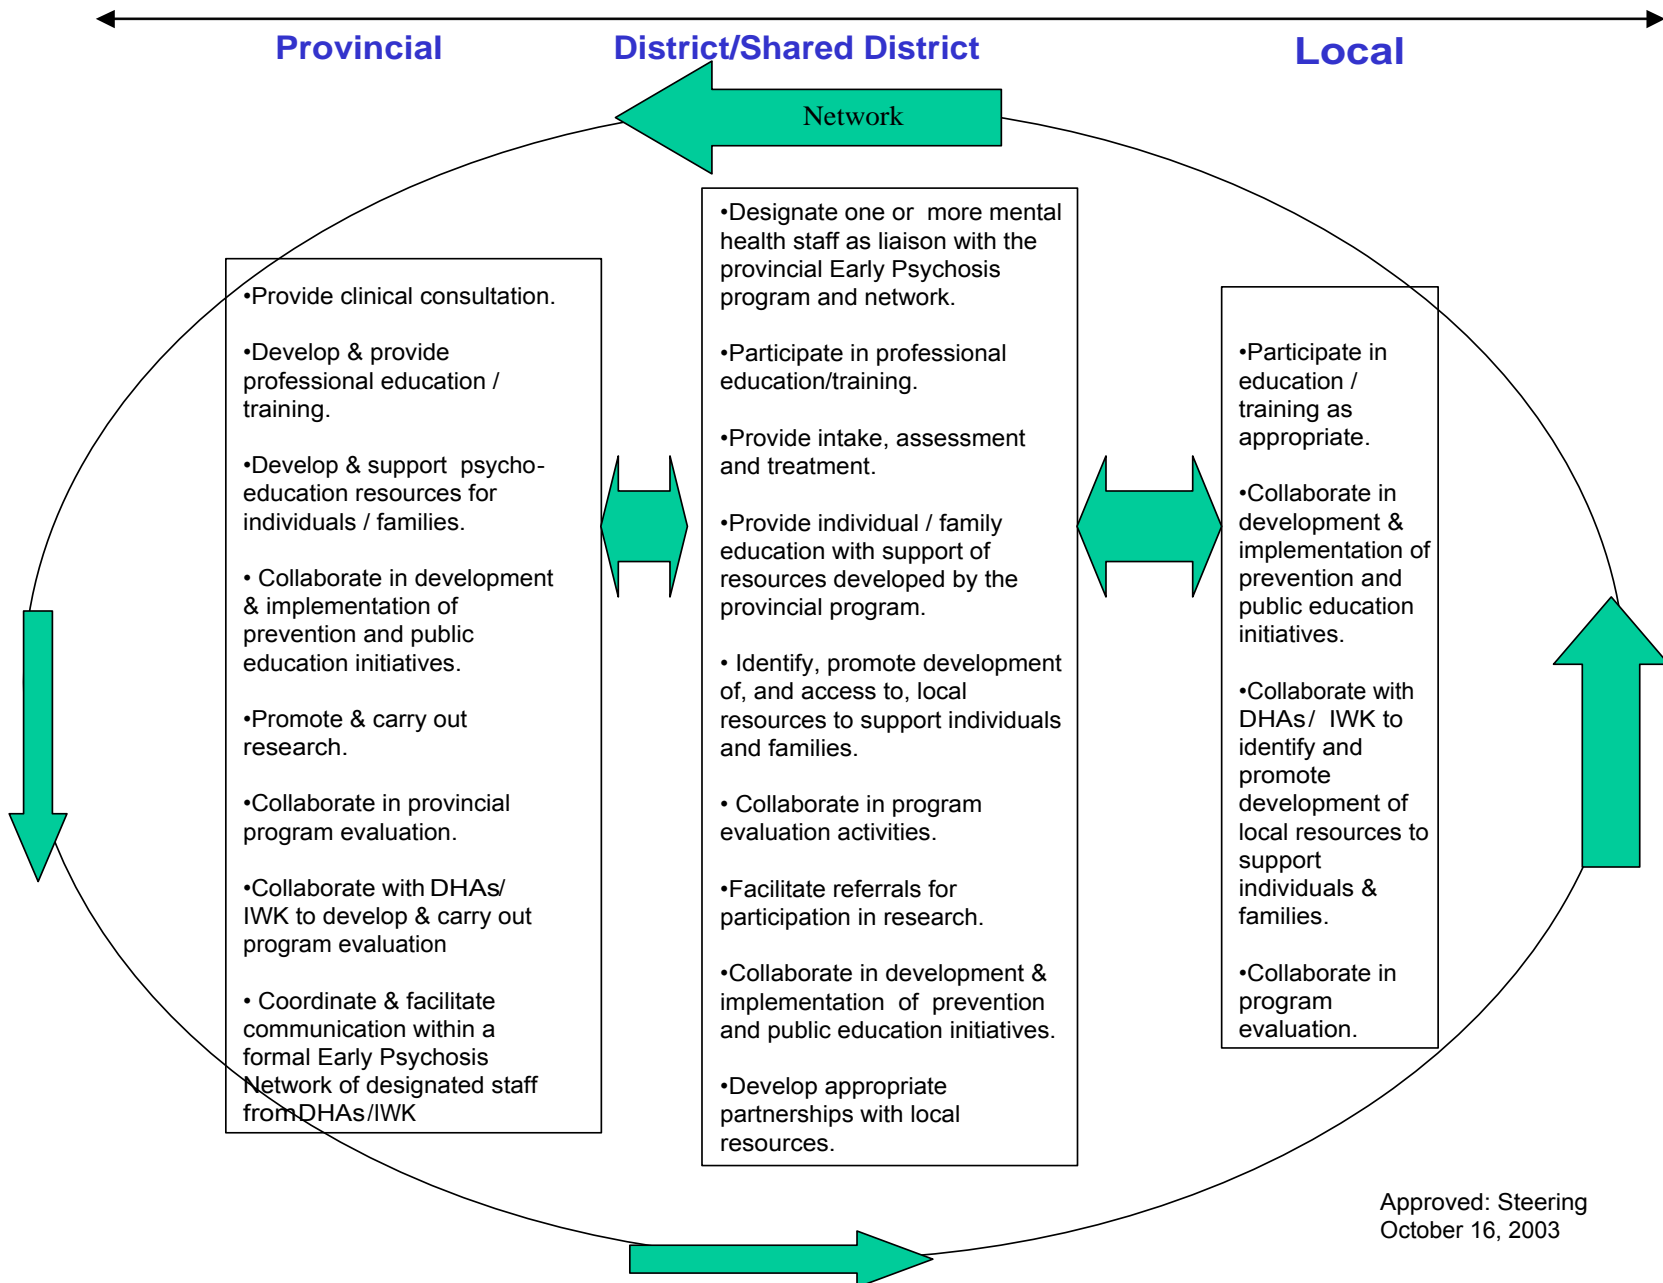 Provincial
District/Shared District
Local
Network
•Provide clinical consultation.
•Develop & provide
professional education /
training.
•Develop & support psycho-
education resources for
individuals / families.
• Collaborate in development
& implementation of
prevention and public
education initiatives.
•Promote & carry out
research.
•Collaborate in provincial
program evaluation.
•Collaborate with DHAs/
IWK to develop & carry out
program evaluation
• Coordinate & facilitate
communication within a
formal Early Psychosis
Network of designated staff
fromDHAs/IWK
•Designate one or more mental
health staff as liaison with the
provincial Early Psychosis
program and network.
•Participate in professional
education/training.
•Provide intake, assessment
and treatment.
•Provide individual / family
education with support of
resources developed by the
provincial program.
• Identify, promote development
of, and access to, local
resources to support individuals
and families.
• Collaborate in program
evaluation activities.
•Facilitate referrals for
participation in research.
•Collaborate in development &
implementation of prevention
and public education initiatives.
•Develop appropriate
partnerships with local
resources.
•Participate in
education /
training as
appropriate.
•Collaborate in
development &
implementation of
prevention and
public education
initiatives.
•Collaborate with
DHAs/ IWK to
identify and
promote
development of
local resources to
support
individuals &
families.
•Collaborate in
program
evaluation.
Approved: Steering
October 16, 2003